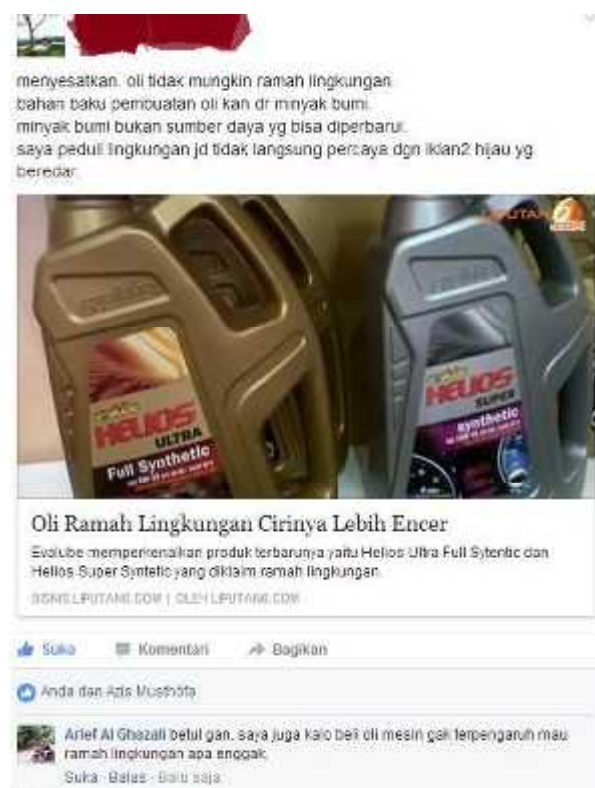 menyesatkan. oli tidak mungkin ramah lingkungan.
bahan baku pembuatan oli kan dr minyak bumi.
minyak bumi bukan sumber daya yg bisa diperbarui.
saya peduli lingkungan jd tidak langsung percaya dgn iklan2 hijau yg
beredar.
LIPUTAN 6
HELIOS
ULTRA
Full Synthetic
HELIOS
SUPER
synthetic
Oli Ramah Lingkungan Cirinya Lebih Encer
Evalube memperkenalkan produk terbarunya yaitu Helios Ultra Full Sytentic dan
Helios Super Syntetic yang diklaim ramah lingkungan.
BISNIS.LIPUTAN6.COM | OLEH LIPUTAN6.COM
Suka Komentari Bagikan
Anda dan Azis Musthofa
Arief Al Ghazali betul gan. saya juga kalo beli oli mesin gak terpengaruh mau
ramah lingkungan apa enggak.
Suka · Balas · Baru saja